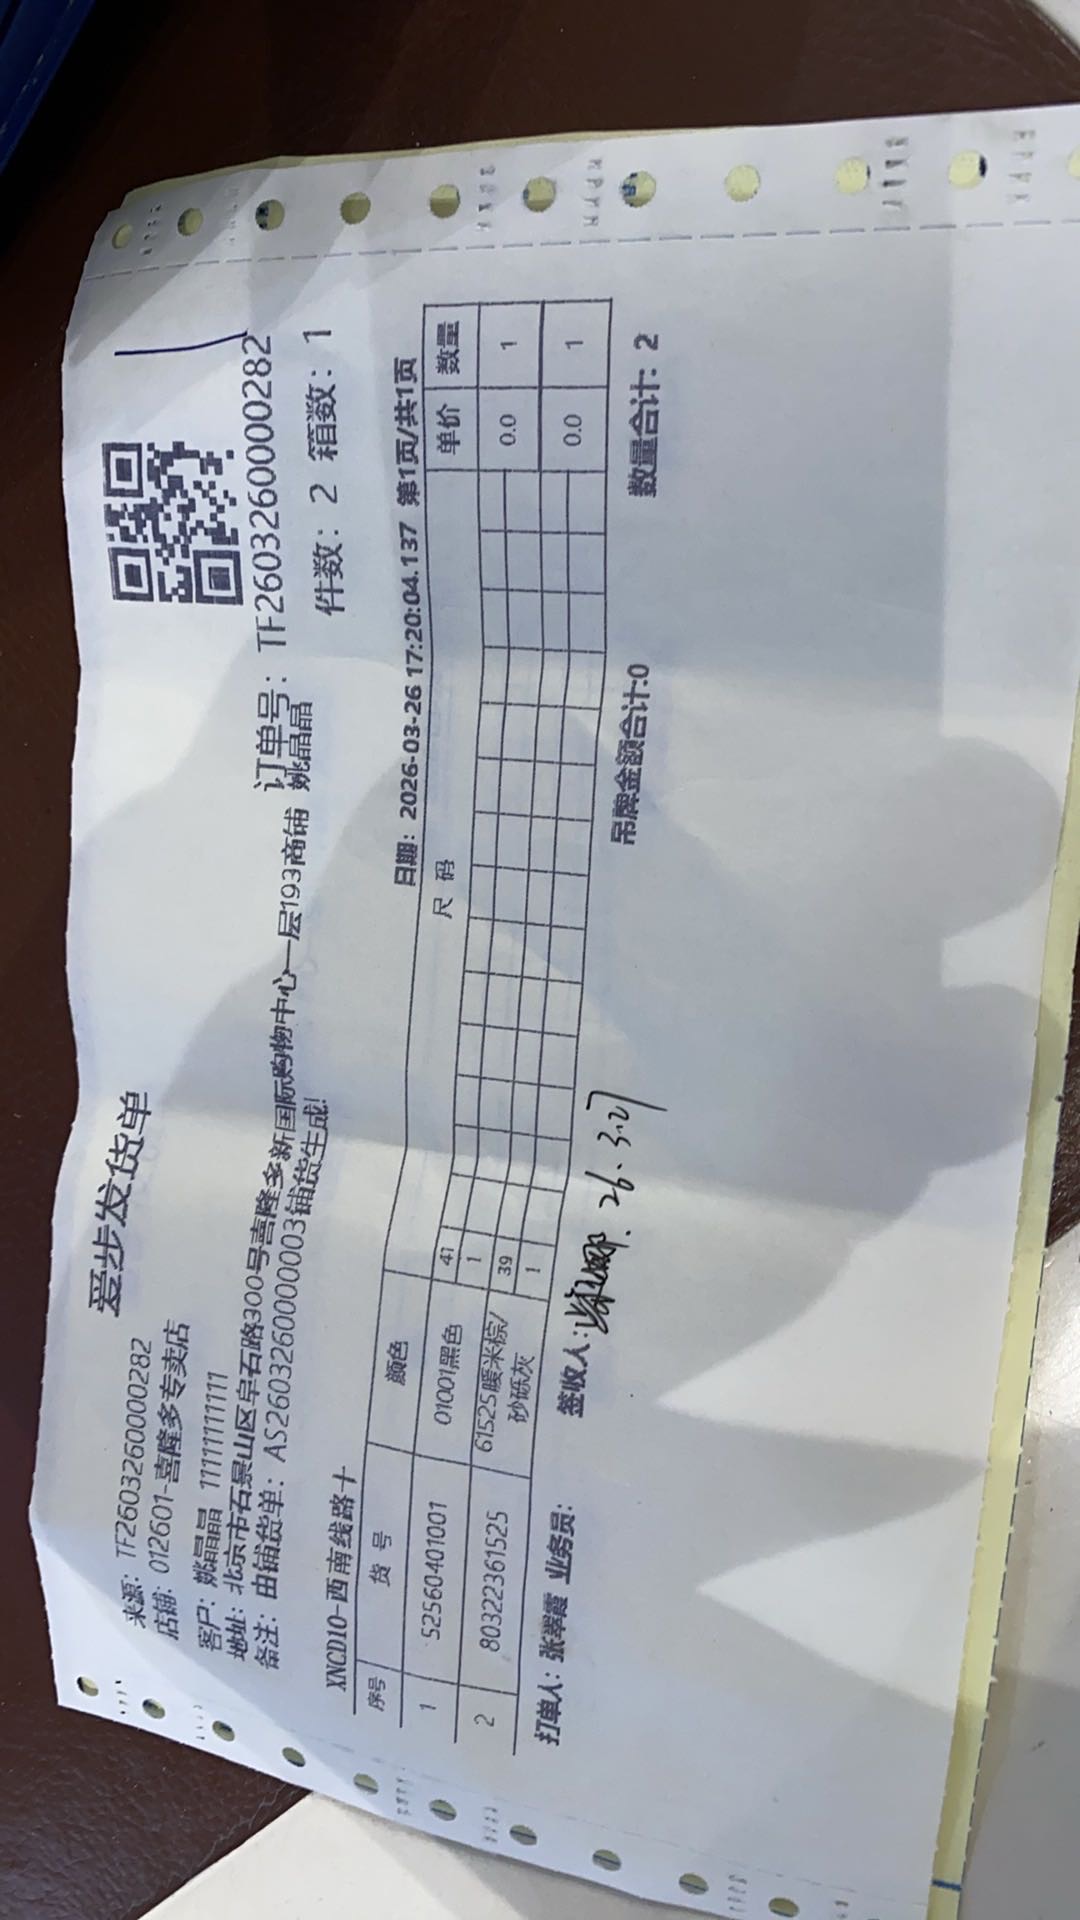 爱步发货单
来源: TF260326000282
店铺: 012601-喜隆多专卖店
订单号: TF260326000282
客户: 姚晶晶 11111111111
地址: 北京市石景山区阜石路300号喜隆多新国际购物中心一层193商铺 姚晶晶
件数: 2 箱数: 1
备注: 由铺货单: AS260326000003铺货生成!
XNCD10-西南线路十
日期: 2026-03-26 17:20:04.137 第1页/共1页
序号 货号 颜色 尺码 单价 数量
1 52560401001 01001黑色 41 0.0 1
1
2 80322361525 61525暖米棕/ 39 0.0 1
砂砾灰 1
打单人: 张翠霞 业务员: 签收人: 26.3.27 吊牌金额合计:0 数量合计: 2